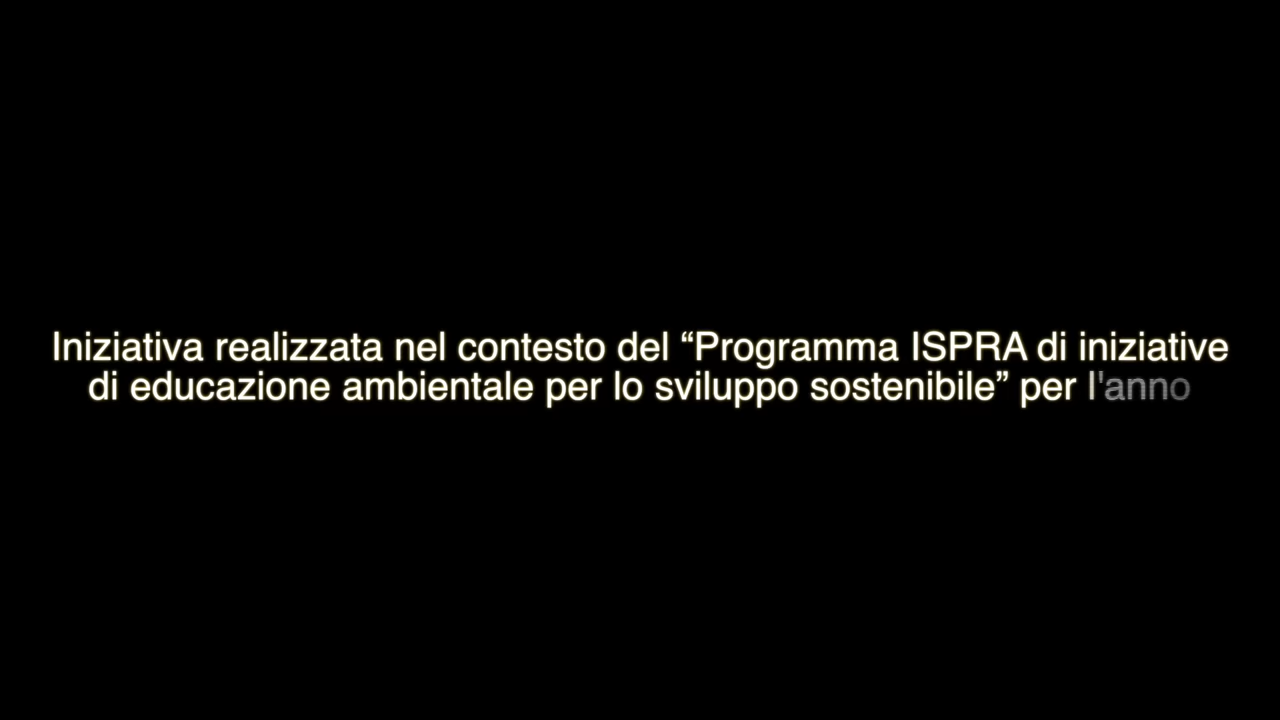 Iniziativa realizzata nel contesto del “Programma ISPRA di iniziative
di educazione ambientale per lo sviluppo sostenibile” per l'anno